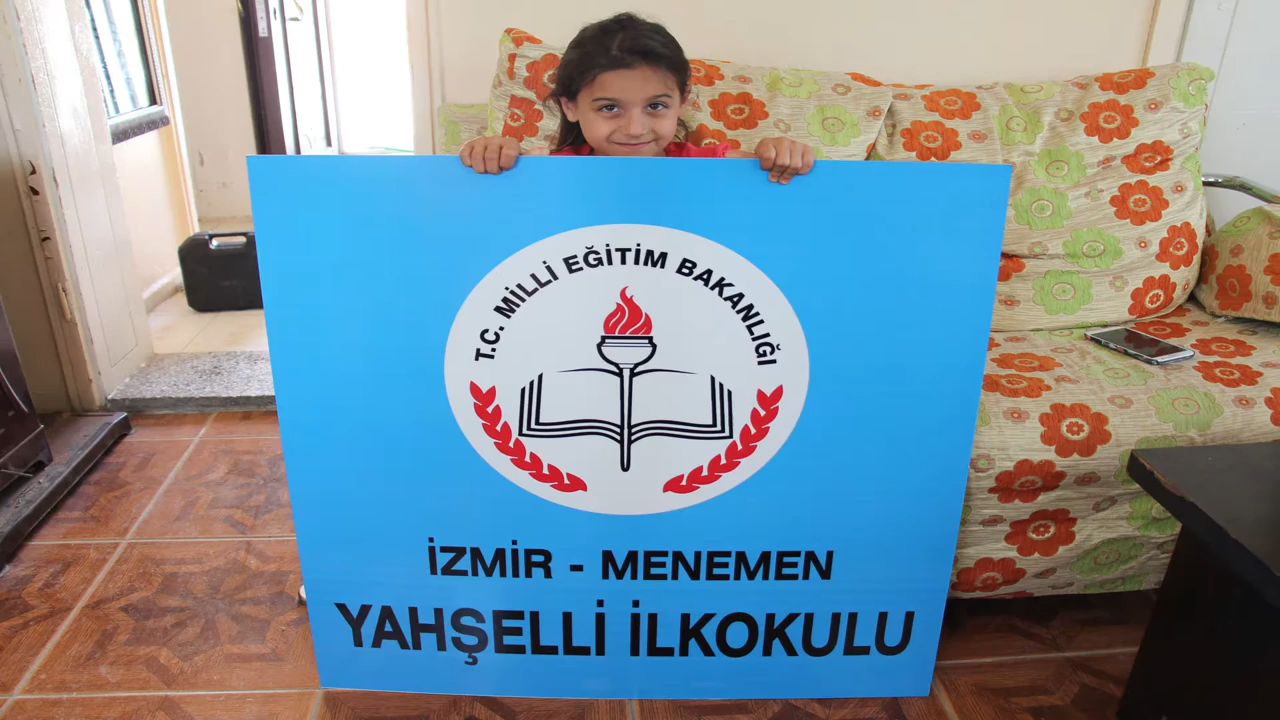 T.C. MİLLİ EĞİTİM BAKANLIĞI
İZMİR - MENEMEN
YAHŞELLİ İLKOKULU